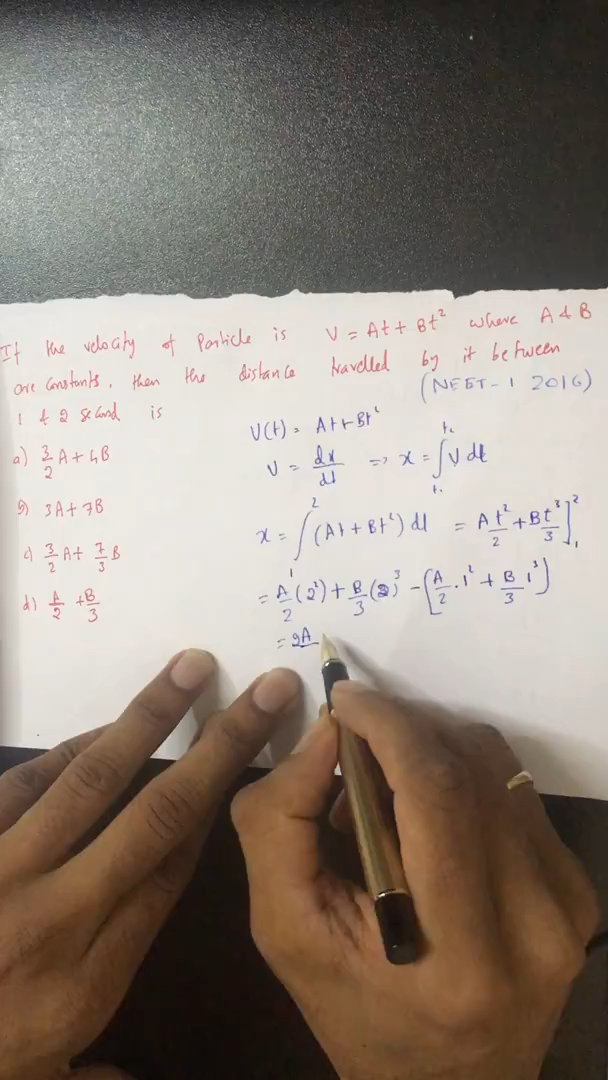 If the velocity of Particle is V = At + Bt² where A & B
are constants, then the distance travelled by it between
1 & 2 second is
(NEET-1 2016)
a) 3/2 A + 4B
b) 3A + 7B
c) 3/2 A + 7/3 B
d) A/2 + B/3
V(t) = At + Bt²
V = dx/dt => x = ∫ V dt
x = ∫₁² (At + Bt²) dt = At²/2 + Bt³/3 ]₁²
= A/2 (2²) + B/3 (2)³ - (A/2 . 1² + B/3 1³)
= 2A